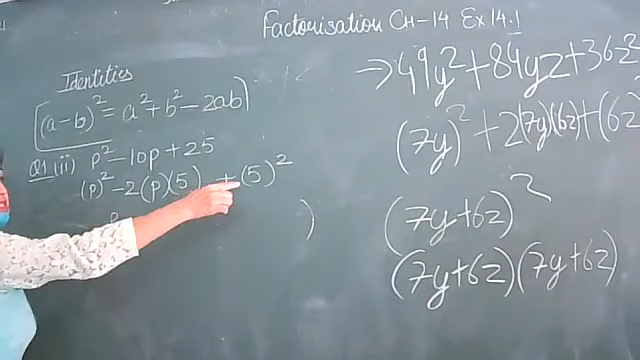 Factorisation CH-14 Ex 14.1
Identities
(a-b)² = a²+b²-2ab
Q1 (ii) p²-10p+25
(p)²-2(p)(5) +(5)²
→49y²+84yz+36z²
(7y)²+2(7y)(6z)+(6z)
(7y+6z)²
(7y+6z)(7y+6z)